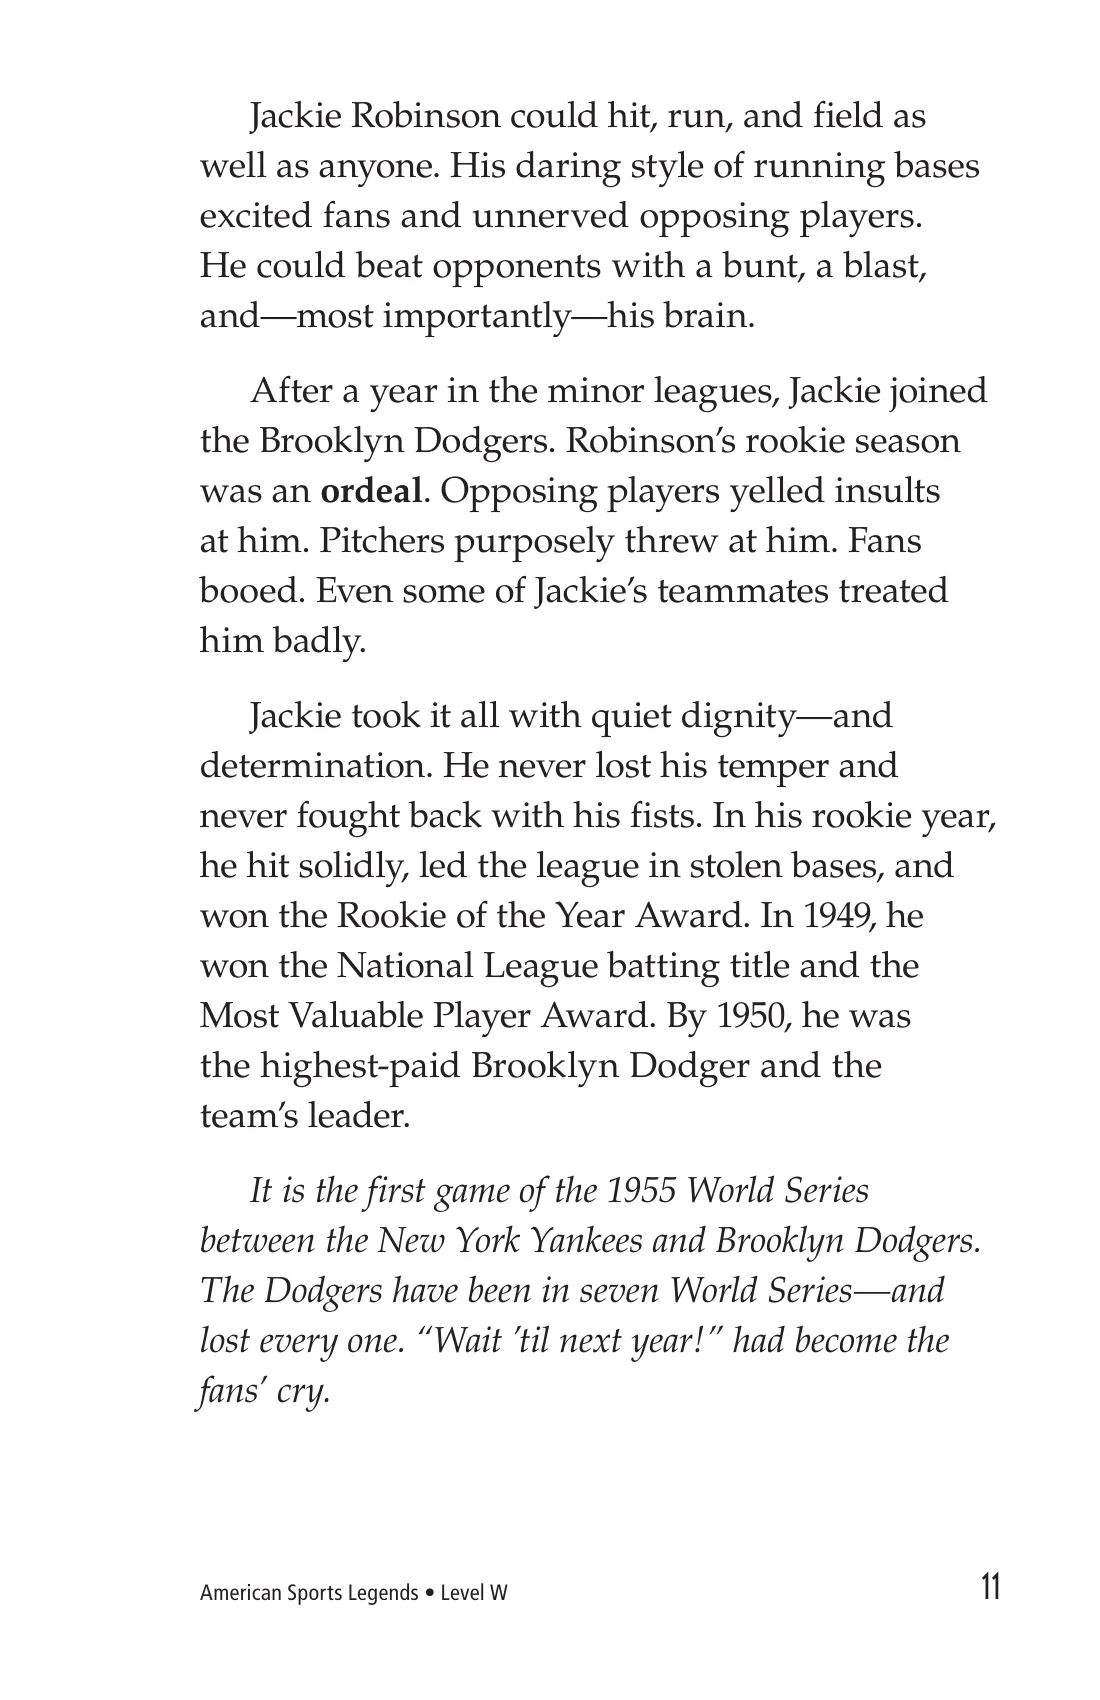 Jackie Robinson could hit, run, and field as
well as anyone. His daring style of running bases
excited fans and unnerved opposing players.
He could beat opponents with a bunt, a blast,
and—most importantly—his brain.
After a year in the minor leagues, Jackie joined
the Brooklyn Dodgers. Robinson’s rookie season
was an ordeal. Opposing players yelled insults
at him. Pitchers purposely threw at him. Fans
booed. Even some of Jackie’s teammates treated
him badly.
Jackie took it all with quiet dignity—and
determination. He never lost his temper and
never fought back with his fists. In his rookie year,
he hit solidly, led the league in stolen bases, and
won the Rookie of the Year Award. In 1949, he
won the National League batting title and the
Most Valuable Player Award. By 1950, he was
the highest-paid Brooklyn Dodger and the
team’s leader.
It is the first game of the 1955 World Series
between the New York Yankees and Brooklyn Dodgers.
The Dodgers have been in seven World Series—and
lost every one. “Wait ’til next year!” had become the
fans’ cry.
American Sports Legends • Level W
11